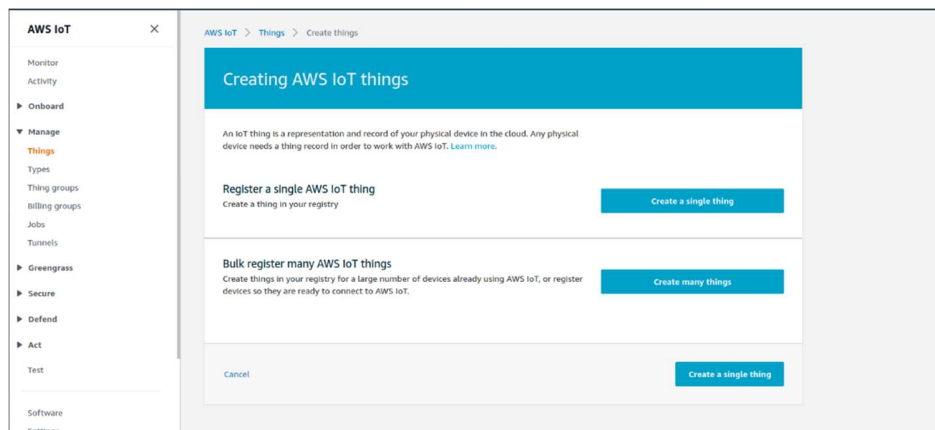 AWS IoT
Monitor
Activity
Onboard
Manage
Things
Types
Thing groups
Billing groups
Jobs
Tunnels
Greengrass
Secure
Defend
Act
Test
Software
AWS IoT > Things > Create things
Creating AWS IoT things
An IoT thing is a representation and record of your physical device in the cloud. Any physical
device needs a thing record in order to work with AWS IoT. Learn more.
Register a single AWS IoT thing
Create a thing in your registry
Create a single thing
Bulk register many AWS IoT things
Create things in your registry for a large number of devices already using AWS IoT, or register
devices so they are ready to connect to AWS IoT.
Create many things
Cancel
Create a single thing